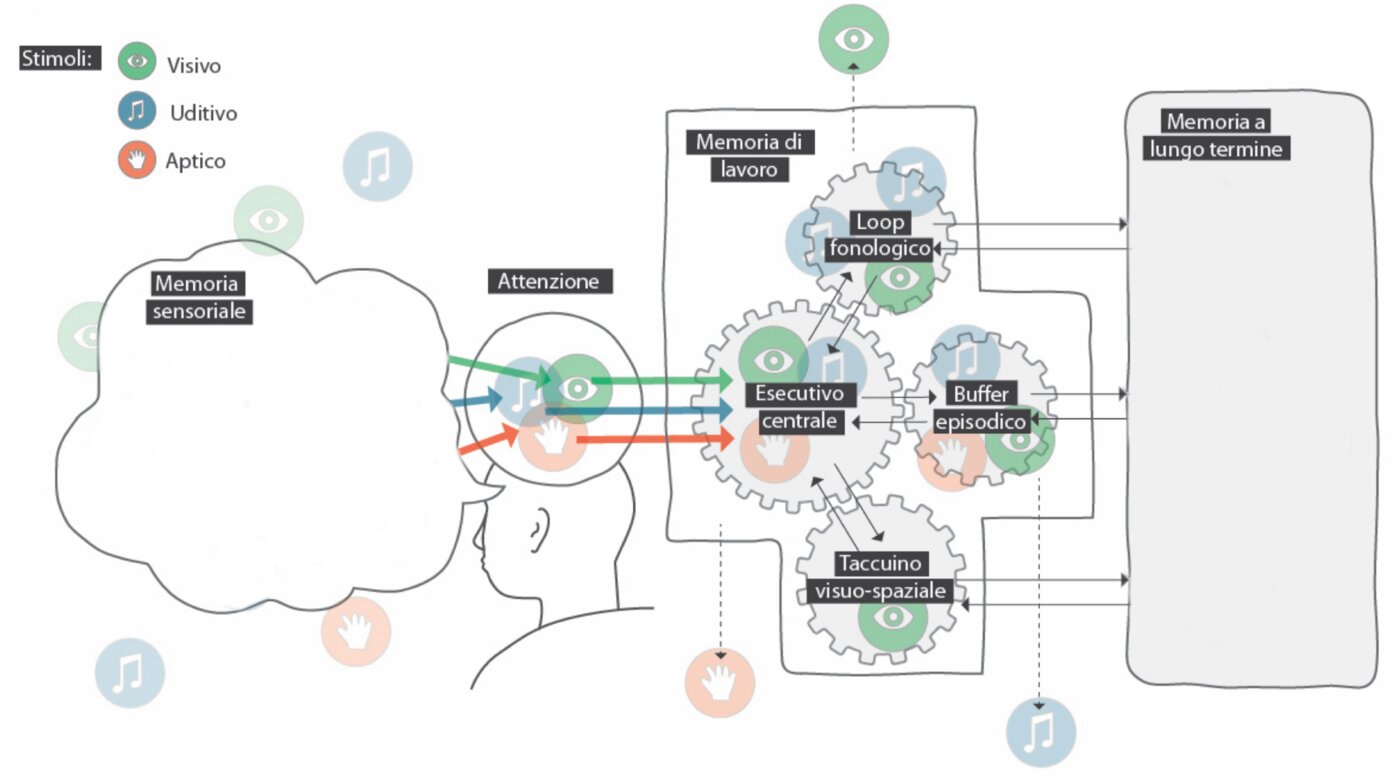 Stimoli:
Visivo
Uditivo
Aptico
Memoria
sensoriale
Attenzione
Memoria di
lavoro
Loop
fonologico
Esecutivo
centrale
Buffer
episodico
Taccuino
visuo-spaziale
Memoria a
lungo termine